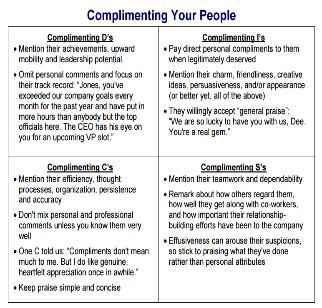 Complimenting Your People
Complimenting D's
• Mention their achievements, upward
mobility and leadership potential.
• Omit personal comments and focus on
their track record: "Jones, you've
exceeded our company goals every
month for the past year and have put in
more hours than anybody but the top
officials here. The CEO has his eye on
you for an upcoming VP slot."
Complimenting I's
• Pay direct personal compliments to them
when legitimately deserved
• Mention their charm, friendliness, creative
ideas, persuasiveness, and/or appearance
(or better yet, all of the above)
• They willingly accept "general praise":
"We are so lucky to have you with us, Dee.
You're a real gem."
Complimenting C's
• Mention their efficiency, thought
processes, organization, persistence
and accuracy
• Don't mix personal and professional
comments unless you know them very
well
• One C told us: "Compliments don't mean
much to me. But I do like genuine,
heartfelt appreciation once in awhile."
• Keep praise simple and concise
Complimenting S's
• Mention their teamwork and dependability
• Remark about how others regard them,
how well they get along with co-workers,
and how important their relationship-
building efforts have been to the company
• Effusiveness can arouse their suspicions,
so stick to praising what they've done
rather than personal attributes